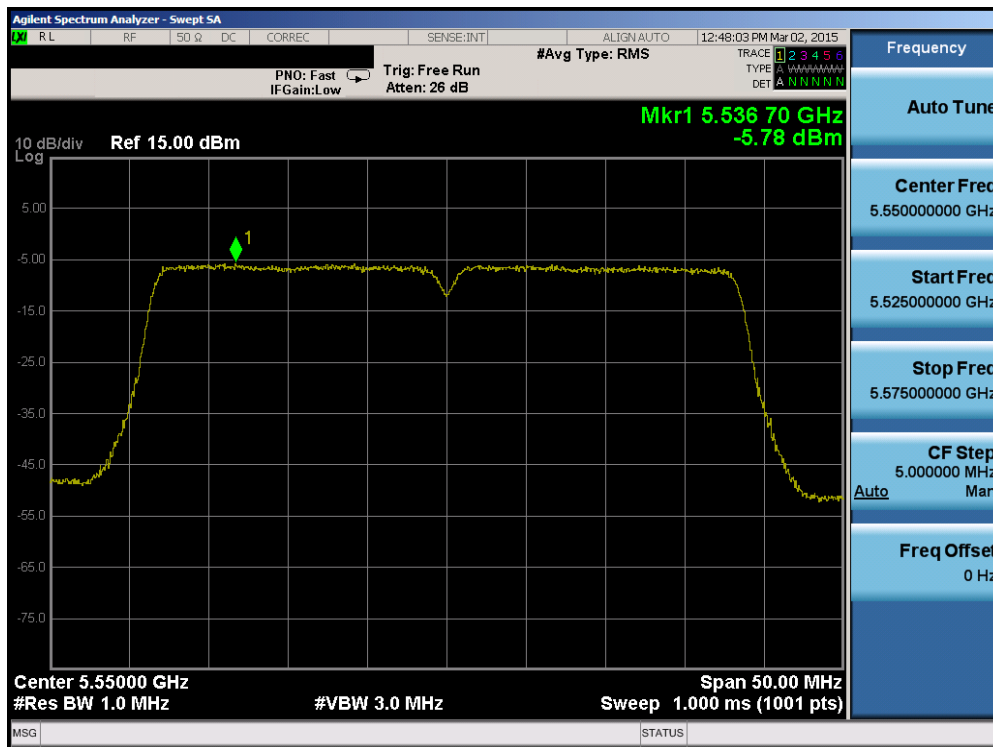 Agilent Spectrum Analyzer - Swept SA
LXI RL RF 50 Ω DC CORREC SENSE:INT ALIGN AUTO 12:48:03 PM Mar 02, 2015
#Avg Type: RMS TRACE 1 2 3 4 5 6
PNO: Fast Trig: Free Run TYPE A WWWWW
IFGain:Low Atten: 26 dB DET A N N N N N
Mkr1 5.536 70 GHz
-5.78 dBm
10 dB/div Ref 15.00 dBm
Log
5.00
-5.00
-15.0
-25.0
-35.0
-45.0
-55.0
-65.0
-75.0
1
Center 5.55000 GHz Span 50.00 MHz
#Res BW 1.0 MHz #VBW 3.0 MHz Sweep 1.000 ms (1001 pts)
MSG STATUS
Frequency
Auto Tune
Center Freq
5.550000000 GHz
Start Freq
5.525000000 GHz
Stop Freq
5.575000000 GHz
CF Step
5.000000 MHz
Auto Man
Freq Offset
0 Hz